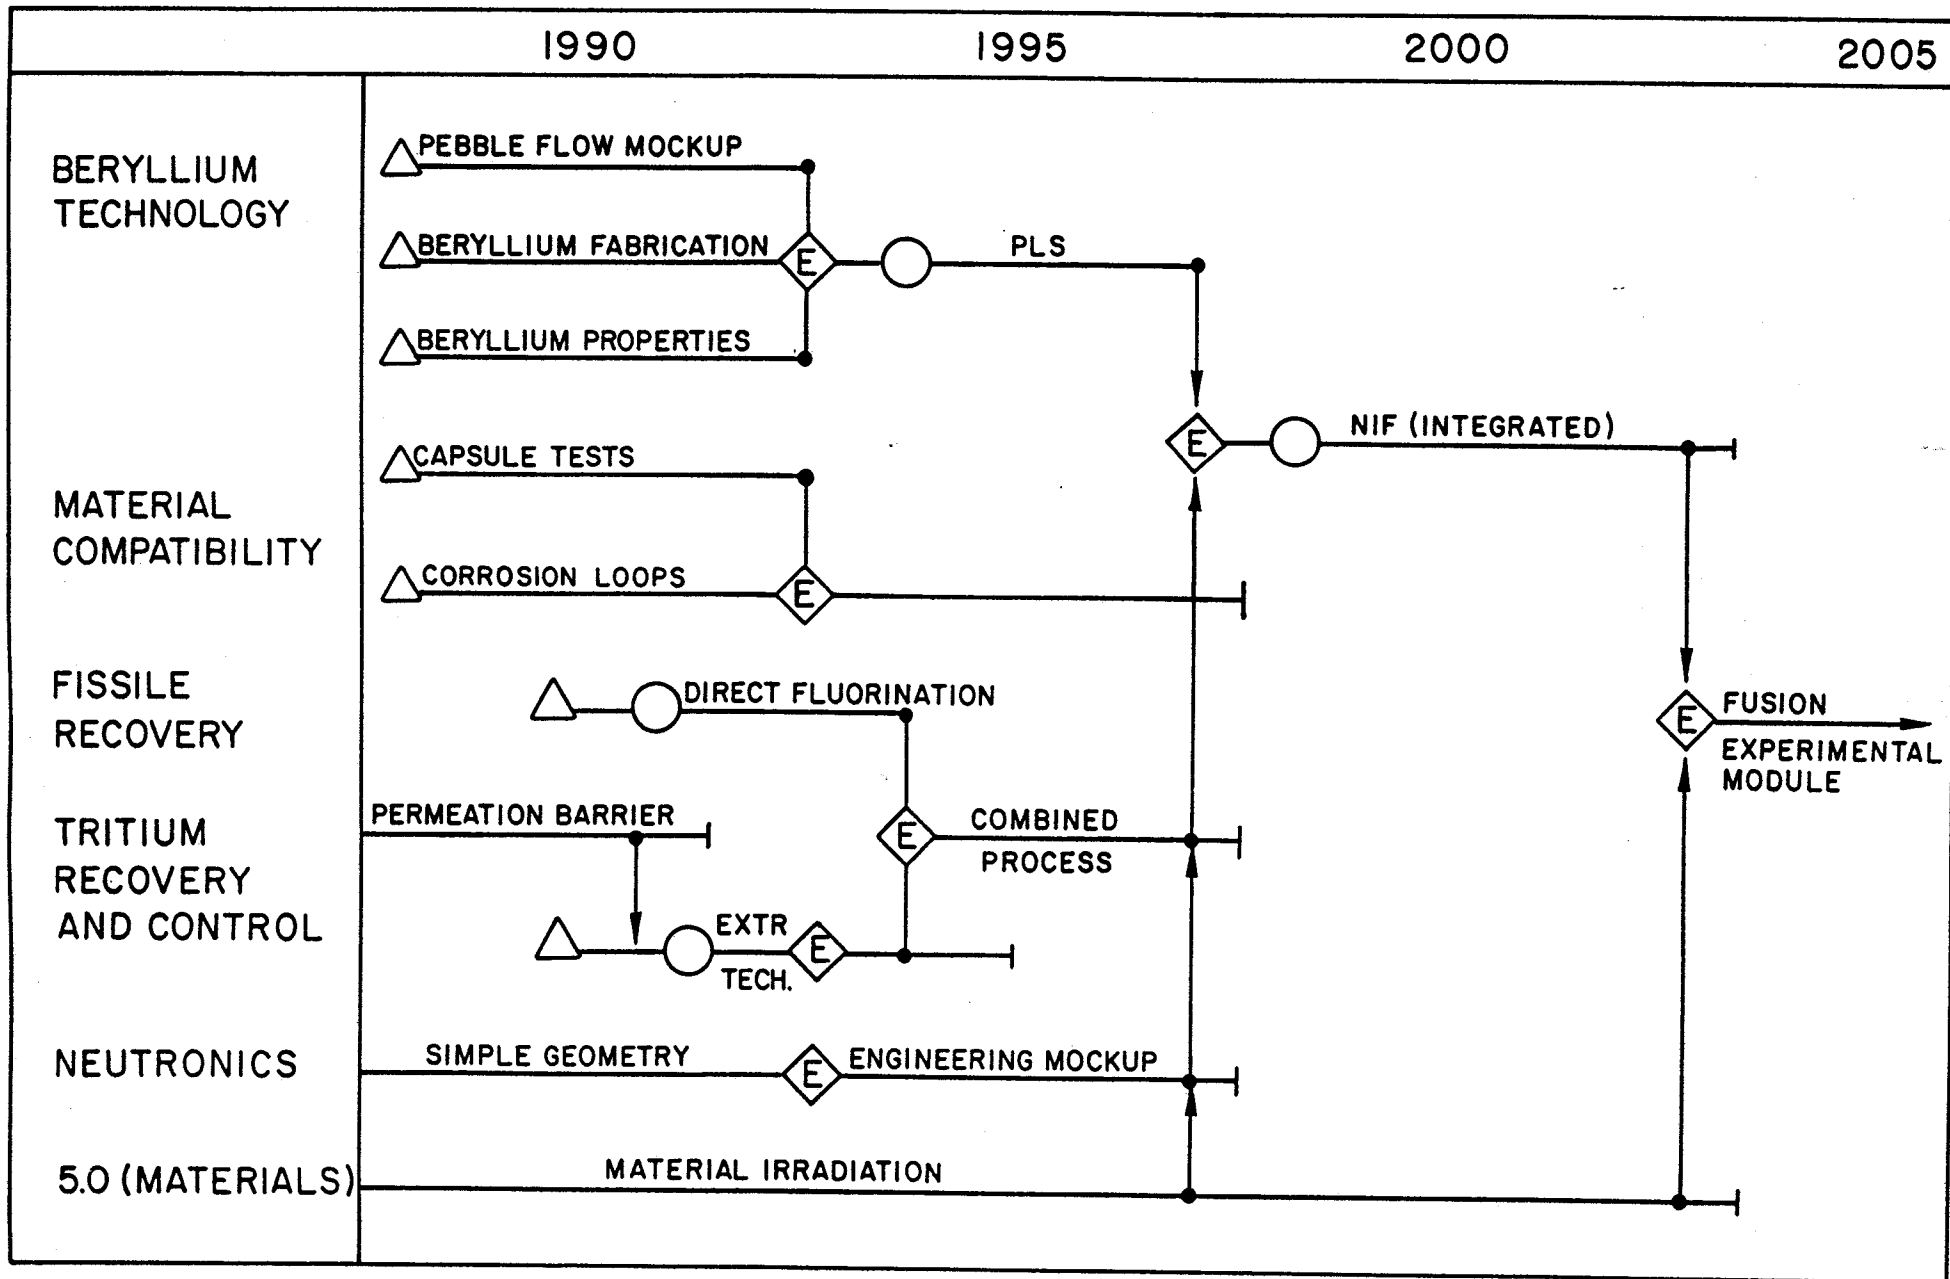 1990 1995 2000 2005
BERYLLIUM
TECHNOLOGY
PEBBLE FLOW MOCKUP
BERYLLIUM FABRICATION
E
PLS
BERYLLIUM PROPERTIES
E
NIF (INTEGRATED)
MATERIAL
COMPATIBILITY
CAPSULE TESTS
CORROSION LOOPS
E
FISSILE
RECOVERY
DIRECT FLUORINATION
E
FUSION
EXPERIMENTAL
MODULE
TRITIUM
RECOVERY
AND CONTROL
PERMEATION BARRIER
E
COMBINED
PROCESS
EXTR
TECH.
E
NEUTRONICS
SIMPLE GEOMETRY
E
ENGINEERING MOCKUP
5.0 (MATERIALS)
MATERIAL IRRADIATION